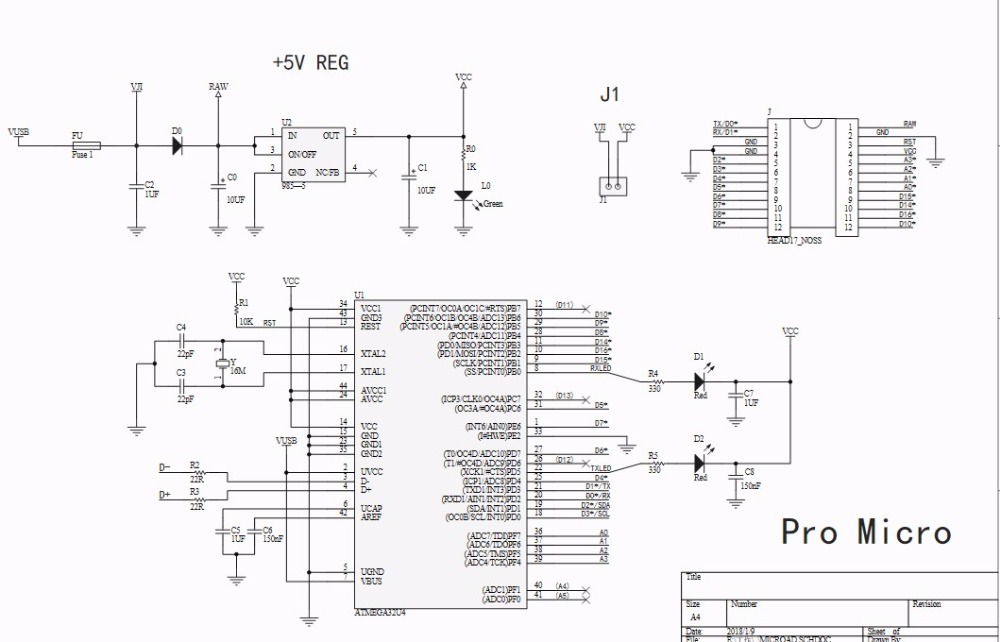 +5V REG
VUSB
FU
Fuse 1
VJ1
D0
RAW
U2
IN
ON/OFF
GND
OUT
NC/FB
1
3
2
5
4
985--5
C2
1UF
C0
10UF
C1
10UF
VCC
R0
1K
L0
Green
J1
VJ1 VCC
J1
J
TX/D0*
RX/D1*
GND
GND
D2*
D3*
D4*
D5*
D6*
D7*
D8*
D9*
1
2
3
4
5
6
7
8
9
10
11
12
1
2
3
4
5
6
7
8
9
10
11
12
RAW
GND
RST
VCC
A3*
A2*
A1*
A0*
D15*
D14*
D16*
D10*
HEAD17_NOSS
VCC
R1
10K
RST
VCC
C4
22pF
C3
22pF
Y
16M
VUSB
D-
R2
22R
D+
R3
22R
C5
1UF
C6
150nF
U1
34 VCC1
43 GND3
13 REST
16 XTAL2
17 XTAL1
44 AVCC1
24 AVCC
14 VCC
15 GND
23 GND1
35 GND2
2 UVCC
3 D-
4 D+
6 UCAP
42 AREF
5 UGND
7 VBUS
(PCINT7/OC0A/OC1C/#RTS)PB7 12 (D11)
(PCINT6/OC1B/OC4B/ADC13)PB6 30 D10*
(PCINT5/OC1A/#OC4B/ADC12)PB5 29 D9*
(PCINT4/ADC11)PB4 28 D8*
(PD0/MISO/PCINT3)PB3 11 D14*
(PD1/MOSI/PCINT2)PB2 10 D16*
(SCLK/PCINT1)PB1 9 D15*
(SS/PCINT0)PB0 8 RXLED
(ICP3/CLK0/OC4A)PC7 32 (D13)
(OC3A/#OC4A)PC6 31 D5*
(INT6/AIN0)PE6 1 D7*
(#HWE)PE2 33
(T0/OC4D/ADC10)PD7 27 D6*
(T1/#OC4D/ADC9)PD6 26 (D12)
(XCK1/#CTS)PD5 22 TXLED
(ICP1/ADC8)PD4 25 D4*
(TXD1/INT3)PD3 21 D1*/TX
(RXD1/AIN1/INT2)PD2 20 D0*/RX
(SDA/INT1)PD1 19 D2*/SDA
(OC0B/SCL/INT0)PD0 18 D3*/SCL
(ADC7/TDI)PF7 36 A0
(ADC6/TDO)PF6 37 A1
(ADC5/TMS)PF5 38 A2
(ADC4/TCK)PF4 39 A3
(ADC1)PF1 40 (A4)
(ADC0)PF0 41 (A5)
ATMEGA32U4
R4
330
D1
Red
C7
1UF
VCC
R5
330
D2
Red
C8
150nF
Pro Micro
Title
Size
A4
Number
Revision
Date: 2018/1/9
Sheet of
File:
Drawn By